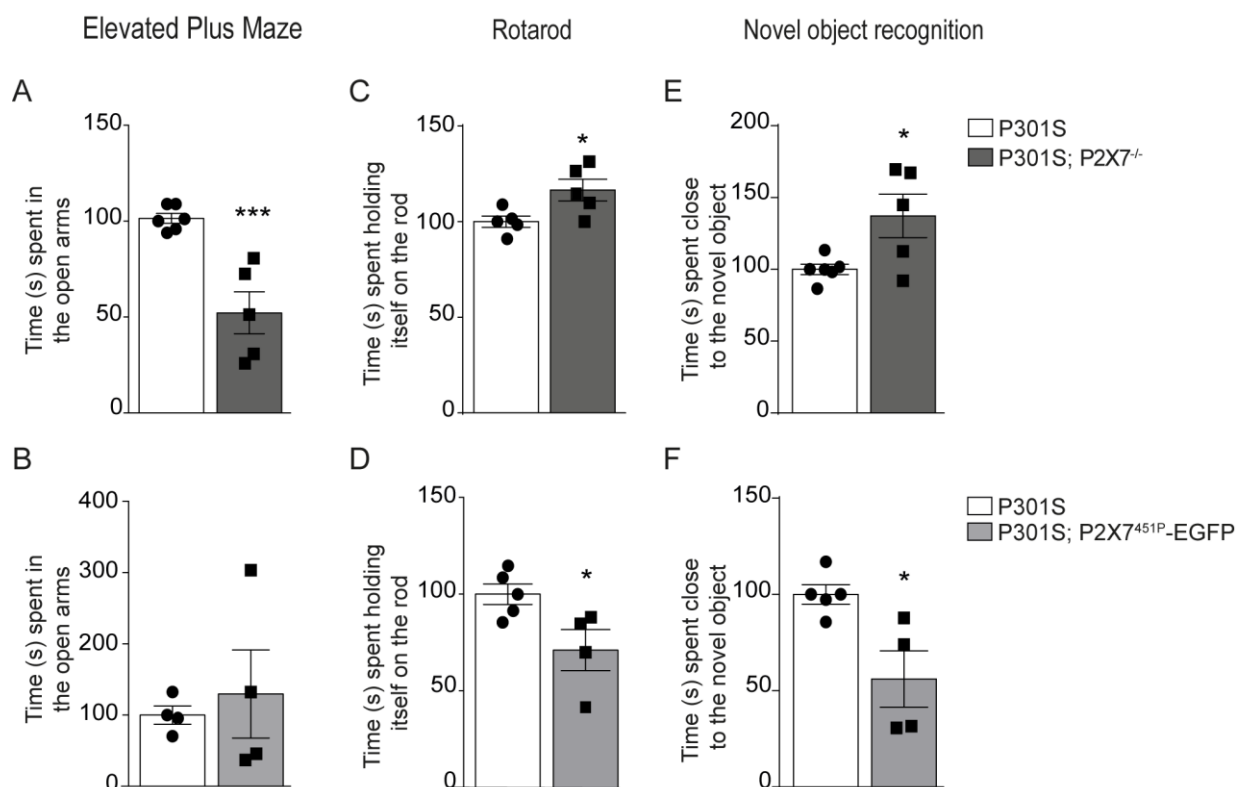 Elevated Plus Maze
Rotarod
Novel object recognition
A
Time (s) spent in
the open arms
150
100
50
0
***
C
Time (s) spent holding
itself on the rod
150
100
50
0
*
E
Time (s) spent close
to the novel object
200
150
100
50
0
*
P301S
P301S; P2X7-/-
B
Time (s) spent in
the open arms
400
300
200
100
0
D
Time (s) spent holding
itself on the rod
150
100
50
0
*
F
Time (s) spent close
to the novel object
150
100
50
0
*
P301S
P301S; P2X7451P-EGFP